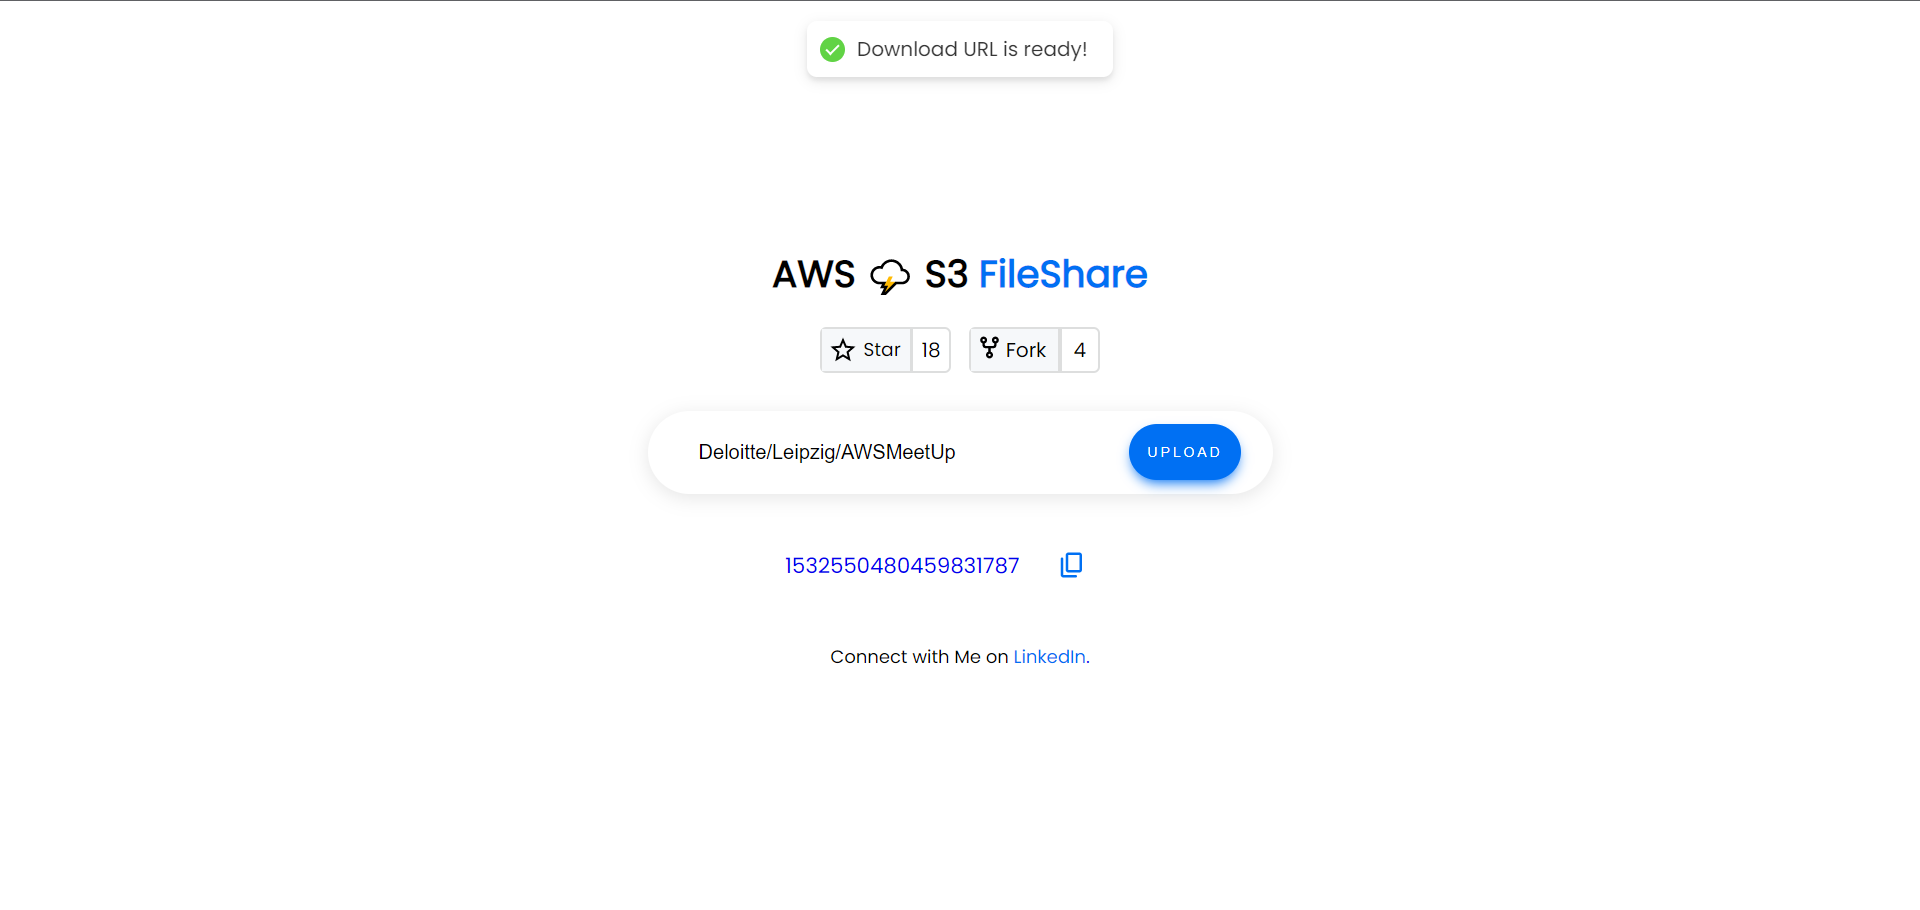 Download URL is ready!
AWS S3 FileShare
Star 18 Fork 4
Deloitte/Leipzig/AWSMeetUp UPLOAD
1532550480459831787
Connect with Me on LinkedIn.